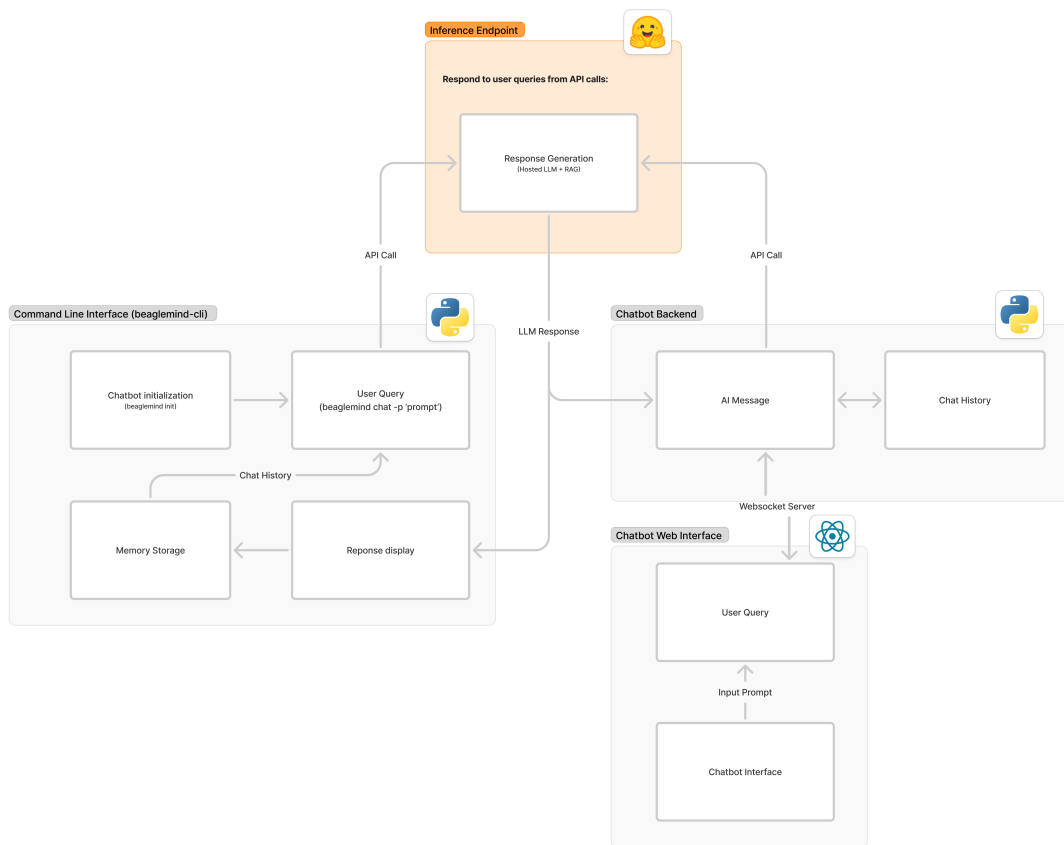 Inference Endpoint
Respond to user queries from API calls:
Response Generation
(Hosted LLM + RAG)
API Call
API Call
LLM Response
Command Line Interface (beaglemind-cli)
Chatbot initialization
(beaglemind init)
User Query
(beaglemind chat -p ‘prompt’)
Chat History
Memory Storage
Reponse display
Chatbot Backend
AI Message
Chat History
Websocket Server
Chatbot Web Interface
User Query
Input Prompt
Chatbot Interface